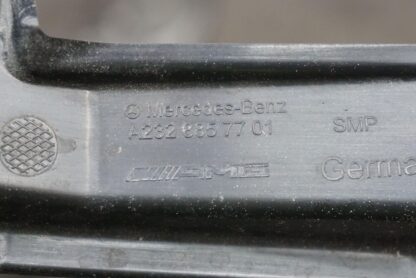 Mercedes-Benz
A232 885 77 01
SMP
AMG
Germa